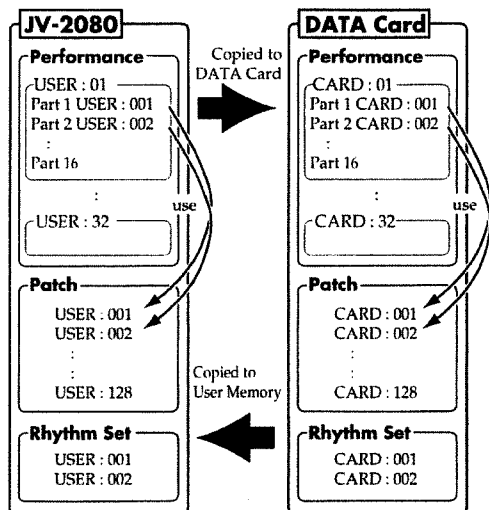 JV-2080
Performance
USER : 01
Part 1 USER : 001
Part 2 USER : 002
:
Part 16
:
USER : 32
use
Patch
USER : 001
USER : 002
:
:
USER : 128
Rhythm Set
USER : 001
USER : 002
Copied to
DATA Card
Copied to
User Memory
DATA Card
Performance
CARD : 01
Part 1 CARD : 001
Part 2 CARD : 002
:
Part 16
:
CARD : 32
use
Patch
CARD : 001
CARD : 002
:
:
CARD : 128
Rhythm Set
CARD : 001
CARD : 002